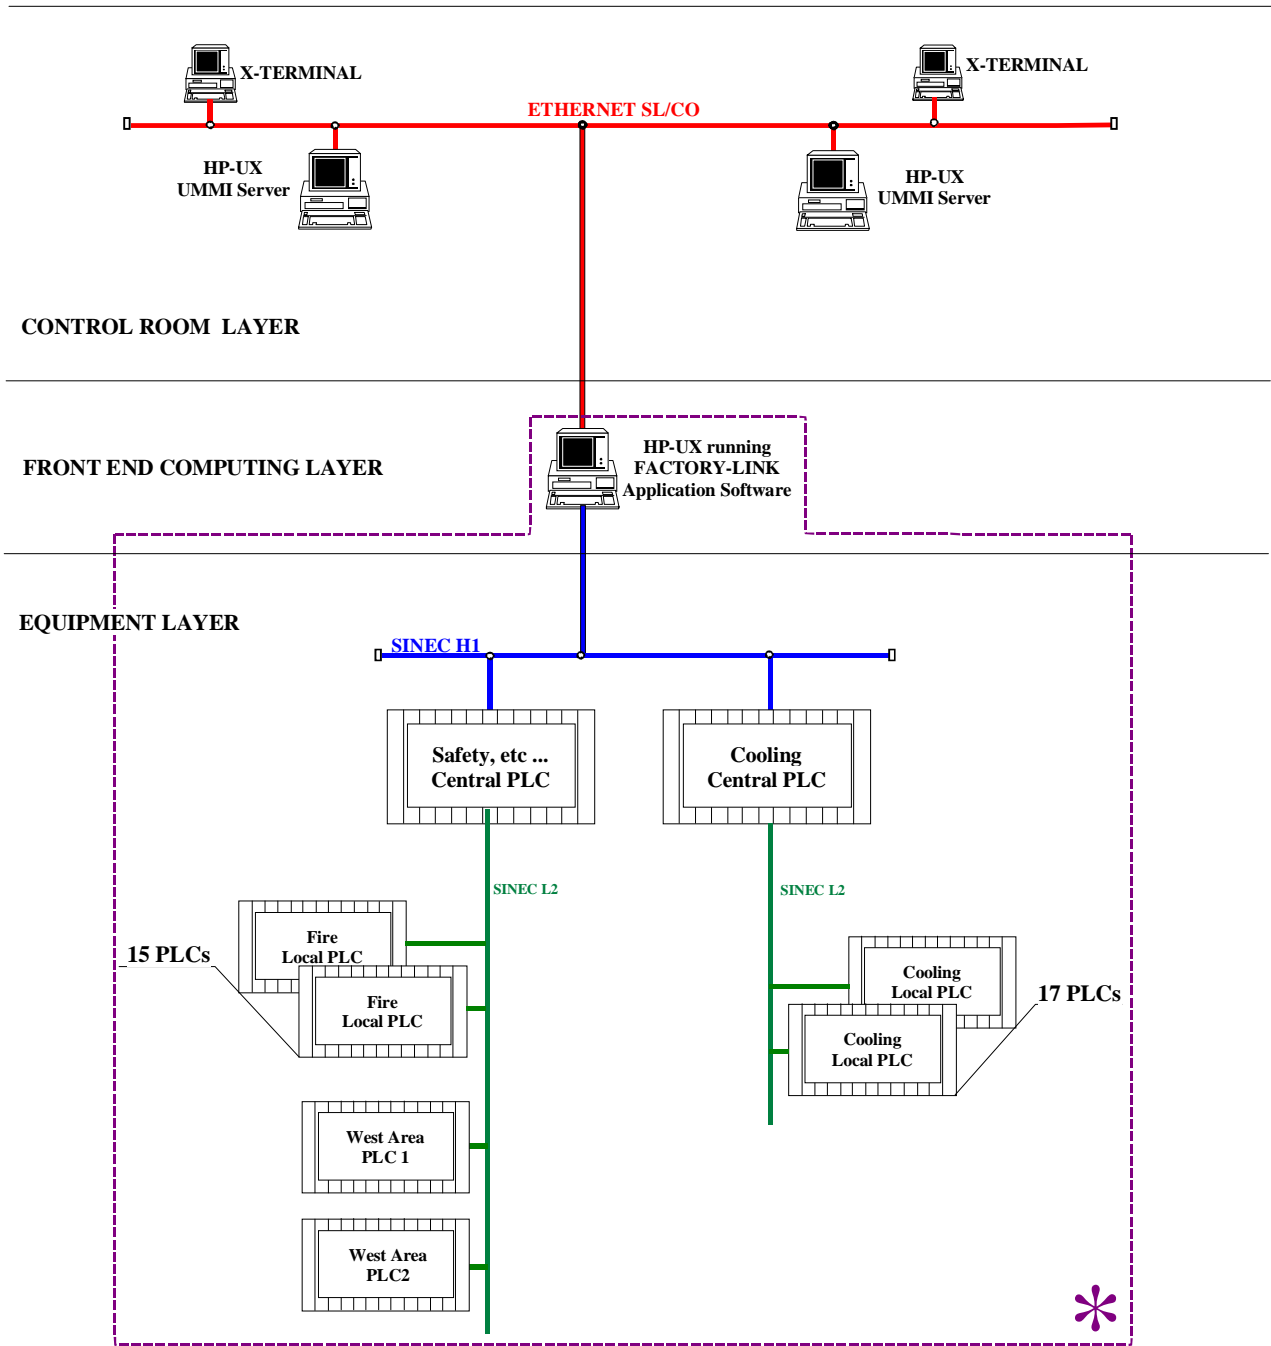 X-TERMINAL
X-TERMINAL
ETHERNET SL/CO
HP-UX
UMMI Server
HP-UX
UMMI Server
CONTROL ROOM LAYER
HP-UX running
FACTORY-LINK
Application Software
FRONT END COMPUTING LAYER
EQUIPMENT LAYER
SINEC H1
Safety, etc ...
Central PLC
Cooling
Central PLC
SINEC L2
SINEC L2
Fire
Local PLC
15 PLCs
Fire
Local PLC
Cooling
Local PLC
17 PLCs
Cooling
Local PLC
West Area
PLC 1
West Area
PLC2
*